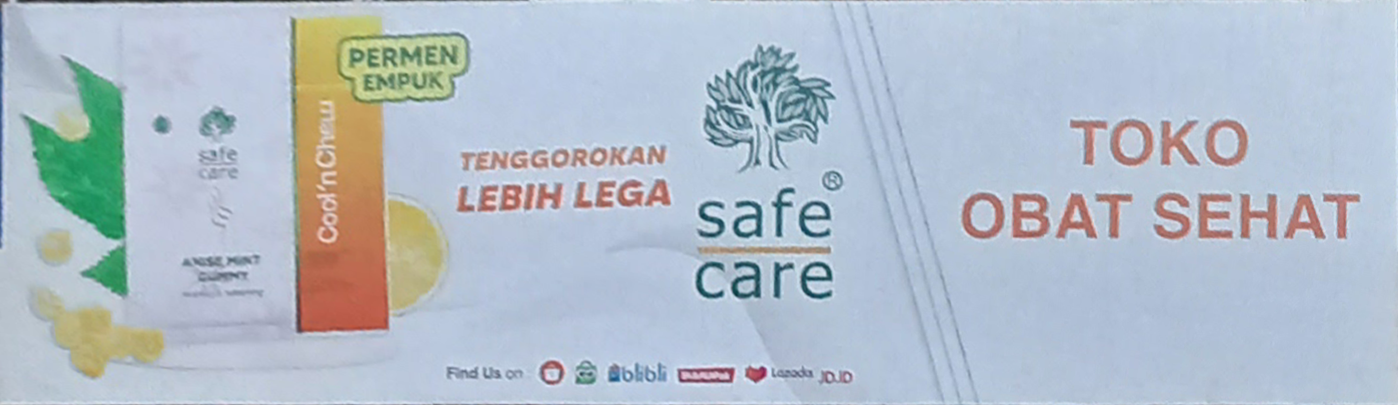 PERMEN
EMPUK
Cool'nChew
safe
care
ANISE MINT
GUMMY
TENGGOROKAN
LEBIH LEGA
safe®
care
Find Us on
blibli
Lazada
JD.ID
TOKO
OBAT SEHAT